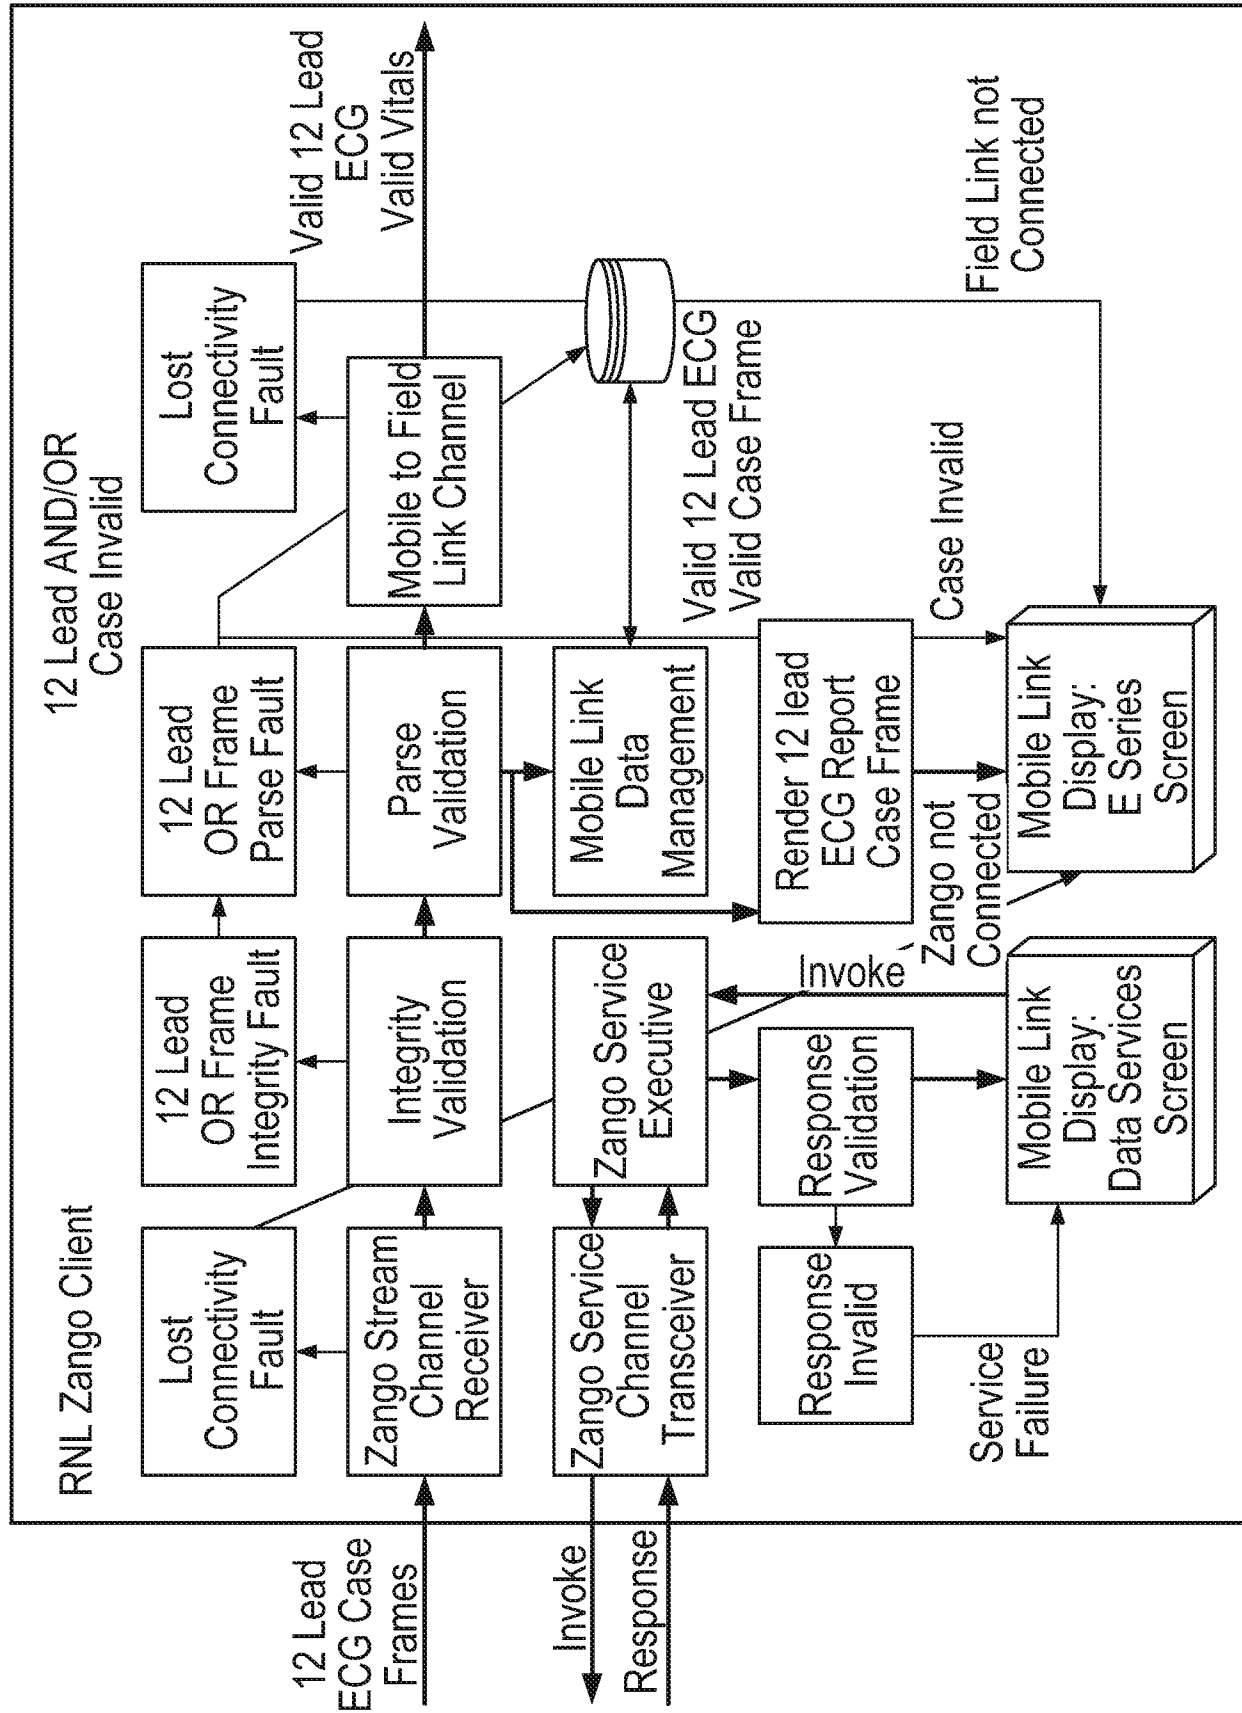 RNL Zango Client
12 Lead AND/OR
Case Invalid
Lost
Connectivity
Fault
12 Lead
OR Frame
Integrity Fault
12 Lead
OR Frame
Parse Fault
Lost
Connectivity
Fault
Valid 12 Lead
ECG
Valid Vitals
12 Lead
ECG Case
Frames
Zango Stream
Channel
Receiver
Integrity
Validation
Parse
Validation
Mobile to Field
Link Channel
Invoke
Response
Zango Service
Channel
Transceiver
Zango Service
Executive
Mobile Link
Data
Management
Valid 12 Lead ECG
Valid Case Frame
Response
Invalid
Response
Validation
Invoke
Render 12 lead
ECG Report
Case Frame
Service
Failure
Zango not
Connected
Case Invalid
Field Link not
Connected
Mobile Link
Display:
Data Services
Screen
Mobile Link
Display:
E Series
Screen